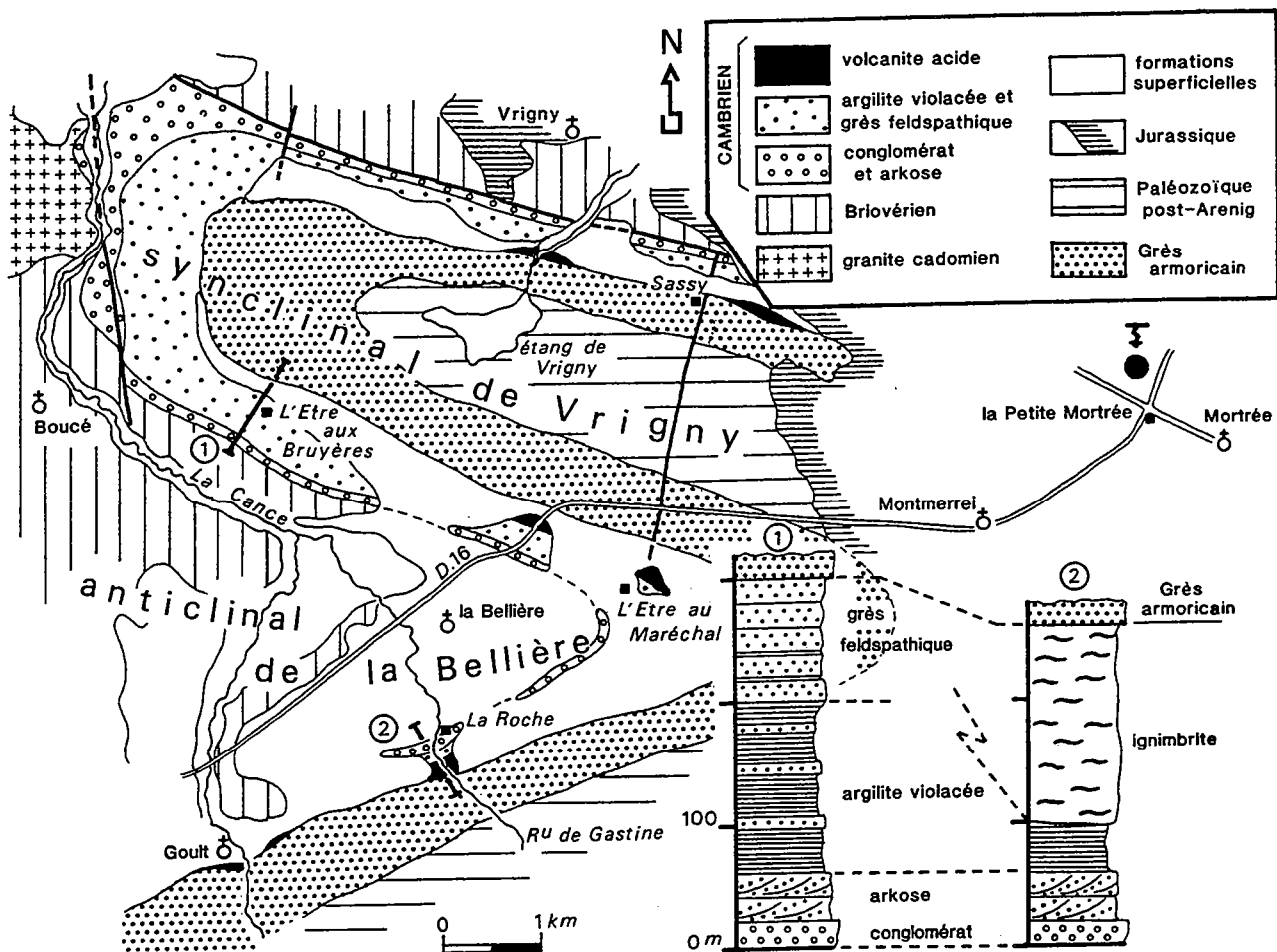 N
CAMBRIEN
volcanite acide
argilite violacée et
grès feldspathique
conglomérat
et arkose
Briovérien
granite cadomien
formations
superficielles
Jurassique
Paléozoïque
post-Arenig
Grès
armoricain
Vrigny
synclinal de Vrigny
Sassy
étang de
Vrigny
Boucé
L'Etre
aux
Bruyères
1
La Cance
la Petite Mortrée
Mortrée
Montmerrei
D.16
anticlinal
de la Bellière
la Bellière
L'Etre au
Maréchal
2
La Roche
Ru de Gastine
Goult
0 1 km
1
2
Grès
armoricain
grès
feldspathique
ignimbrite
argilite violacée
100
arkose
conglomérat
0 m